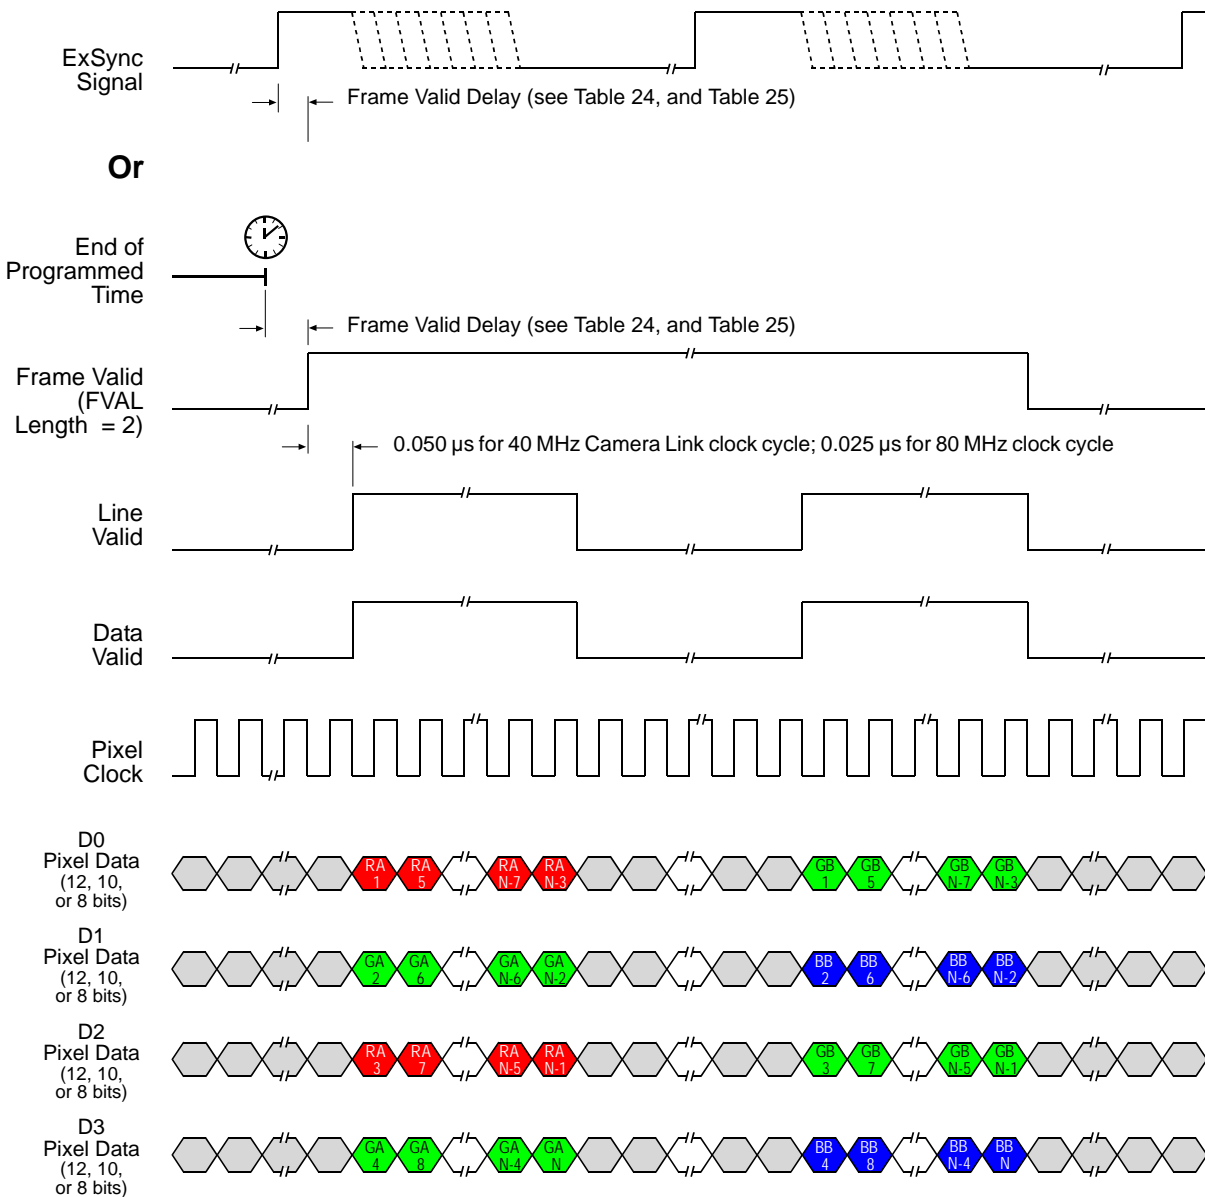 ExSync
Signal
Frame Valid Delay (see Table 24, and Table 25)
Or
End of
Programmed
Time
Frame Valid Delay (see Table 24, and Table 25)
Frame Valid
(FVAL
Length = 2)
0.050 µs for 40 MHz Camera Link clock cycle; 0.025 µs for 80 MHz clock cycle
Line
Valid
Data
Valid
Pixel
Clock
D0
Pixel Data
(12, 10,
or 8 bits)
RA RA RA RA GB GB GB GB
1 5 N-7 N-3 1 5 N-7 N-3
D1
Pixel Data
(12, 10,
or 8 bits)
GA GA GA GA BB BB BB BB
2 6 N-6 N-2 2 6 N-6 N-2
D2
Pixel Data
(12, 10,
or 8 bits)
RA RA RA RA GB GB GB GB
3 7 N-5 N-1 3 7 N-5 N-1
D3
Pixel Data
(12, 10,
or 8 bits)
GA GA GA GA BB BB BB BB
4 8 N-4 N 4 8 N-4 N